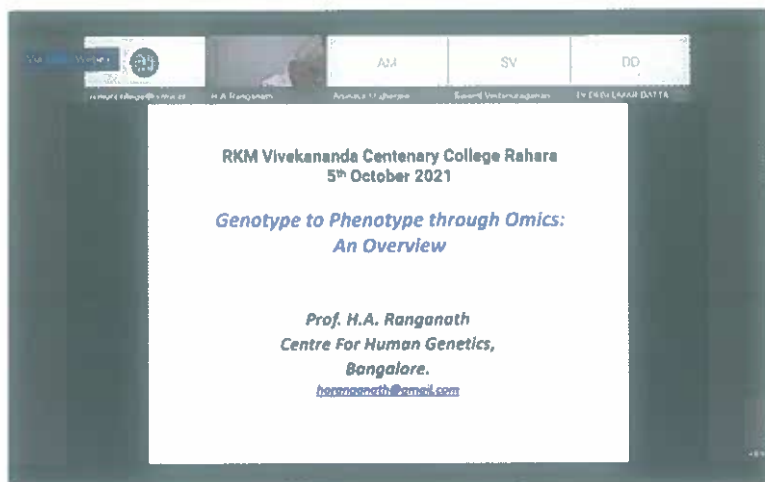 AM
SV
DD
H.A Ranganath
RKM Vivekananda Centenary College Rahara
5th October 2021
Genotype to Phenotype through Omics:
An Overview
Prof. H.A. Ranganath
Centre For Human Genetics,
Bangalore.